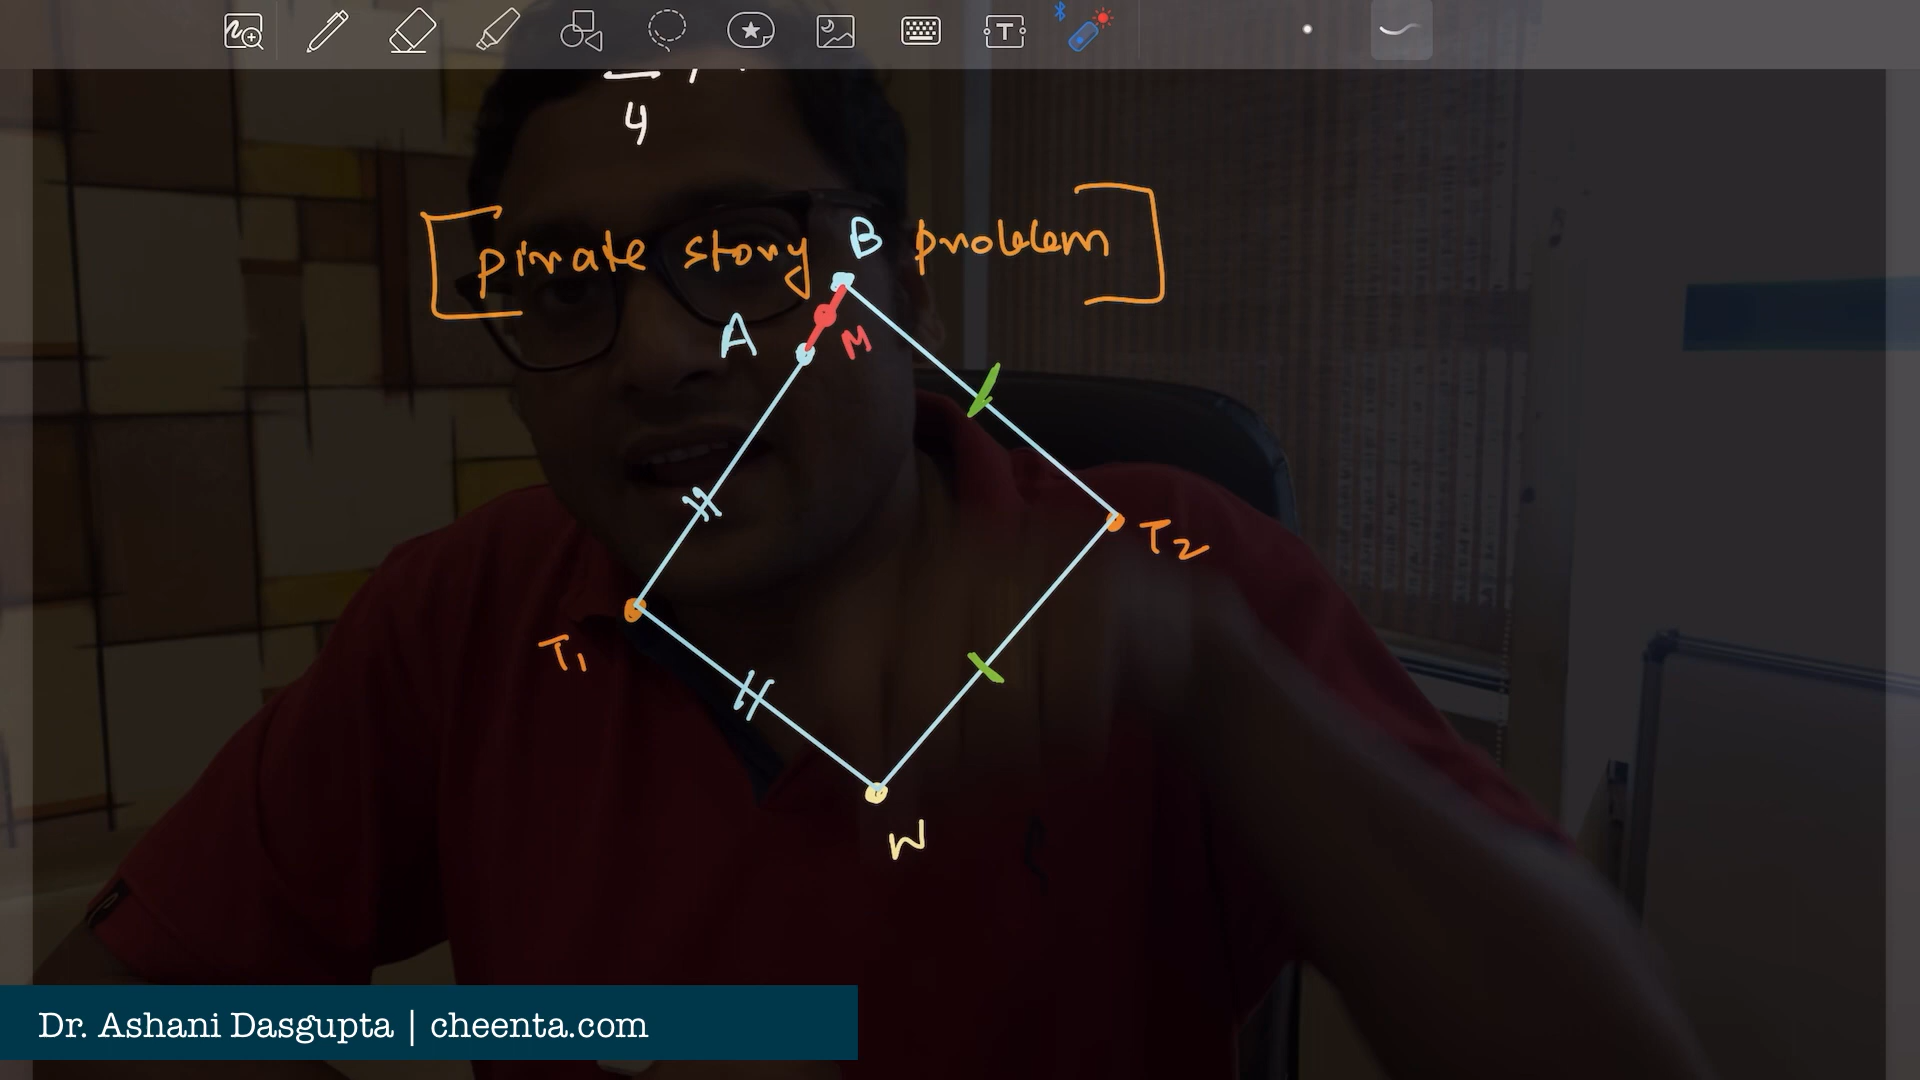 4
[pirate story problem]
B
A
M
T2
T1
W
Dr. Ashani Dasgupta | cheenta.com